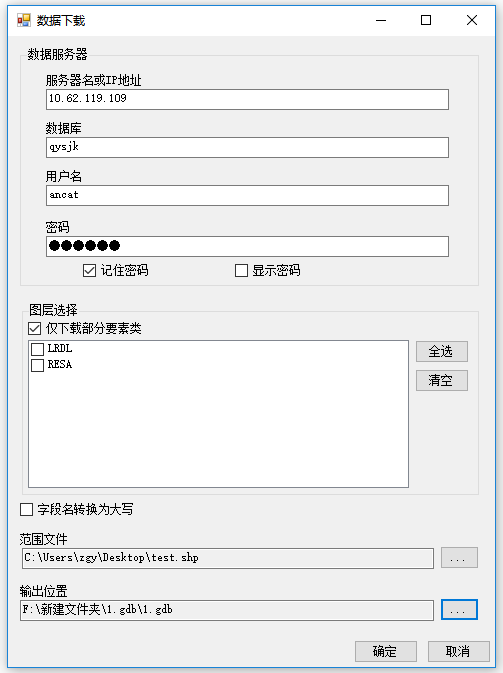 数据下载
数据服务器
服务器名或IP地址
10.62.119.109
数据库
qysjk
用户名
ancat
密码
●●●●●●
记住密码 显示密码
图层选择
仅下载部分要素类
LRDL
RESA
全选
清空
字段名转换为大写
范围文件
C:\Users\zgy\Desktop\test.shp
...
输出位置
F:\新建文件夹\1.gdb\1.gdb
...
确定 取消